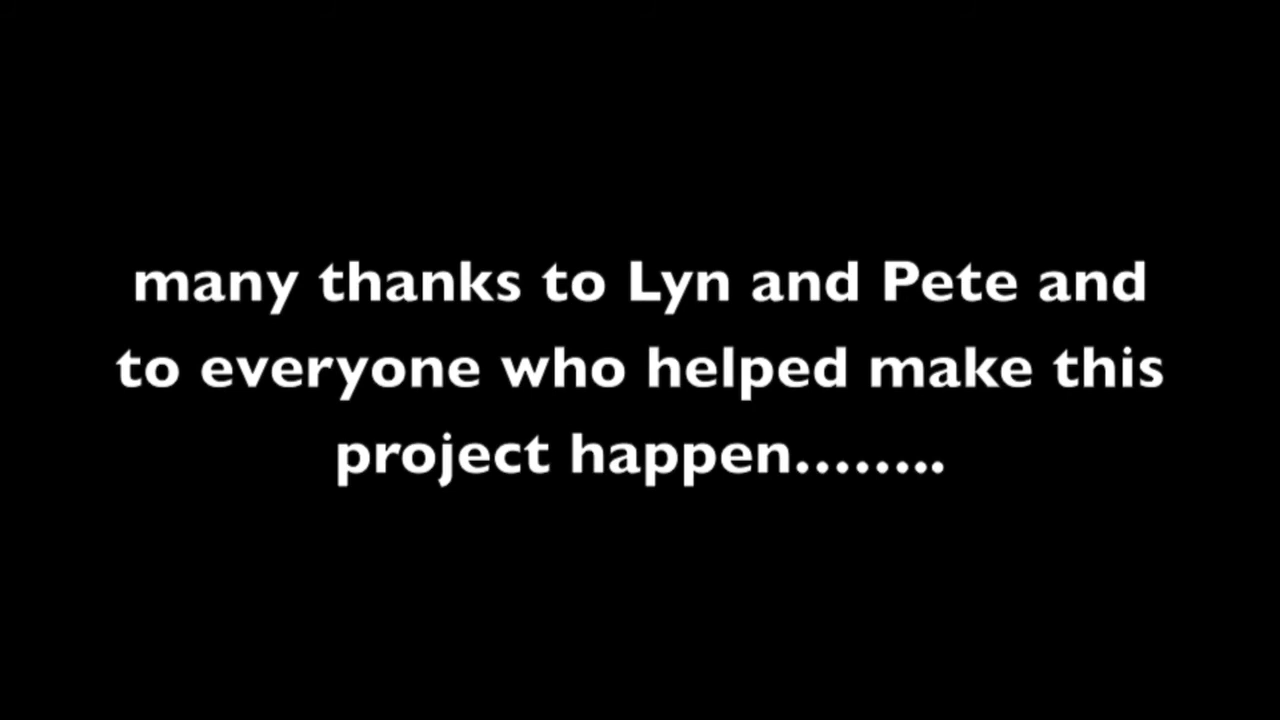 many thanks to Lyn and Pete and
to everyone who helped make this
project happen........